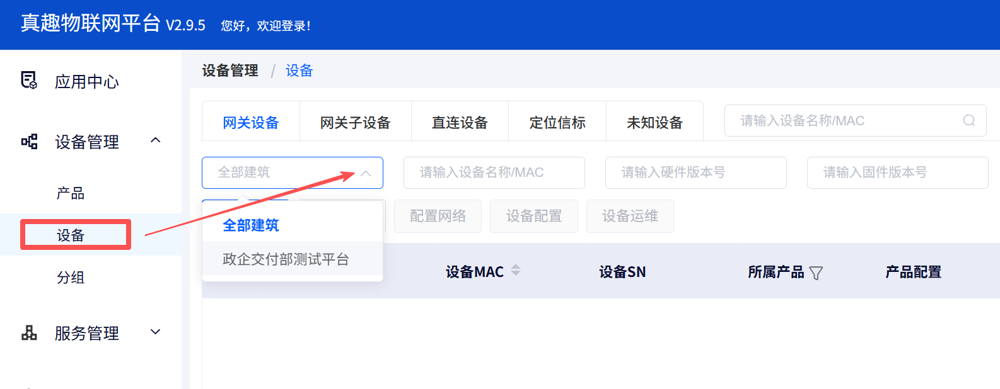 真趣物联网平台 V2.9.5 您好，欢迎登录！
应用中心
设备管理
产品
设备
分组
服务管理
设备管理 / 设备
网关设备 网关子设备 直连设备 定位信标 未知设备 请输入设备名称/MAC
全部建筑 请输入设备名称/MAC 请输入硬件版本号 请输入固件版本号
配置网络 设备配置 设备运维
全部建筑
政企交付部测试平台
设备MAC 设备SN 所属产品 产品配置